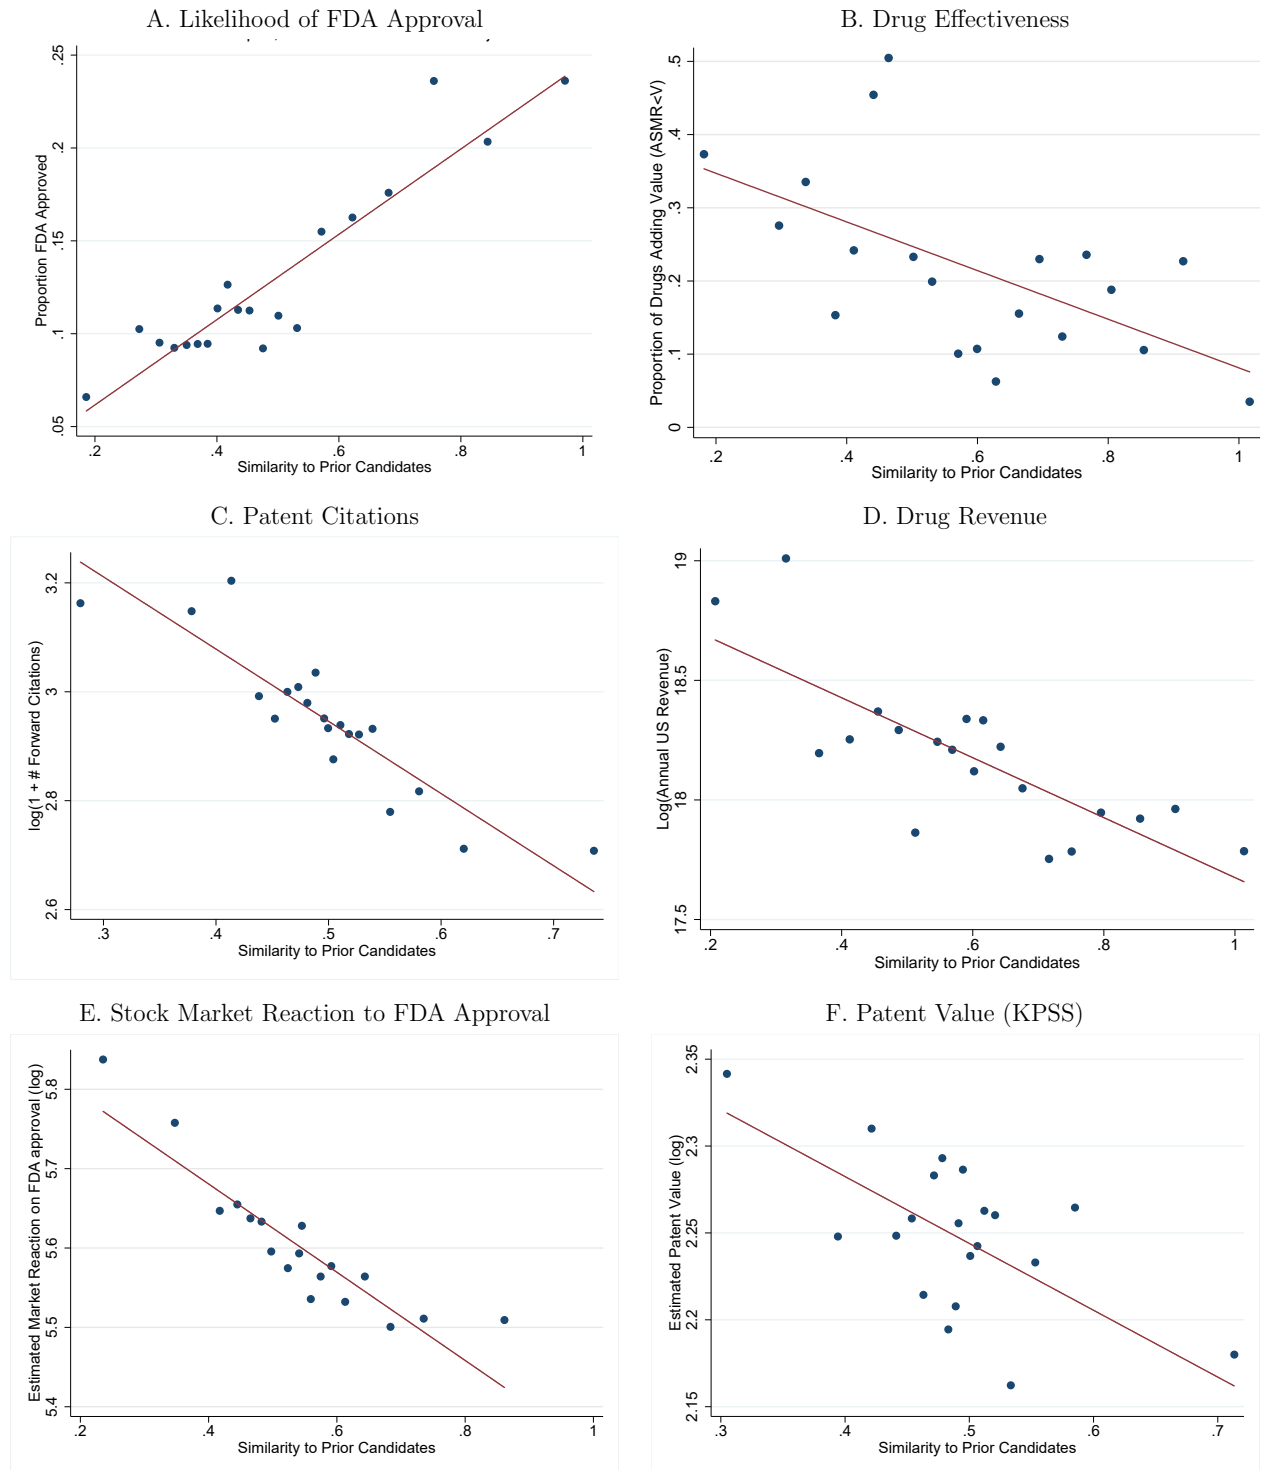 A. Likelihood of FDA Approval
.25
.2
.15
.1
.05
Proportion FDA Approved
.2 .4 .6 .8 1
Similarity to Prior Candidates
B. Drug Effectiveness
.5
.4
.3
.2
.1
0
Proportion of Drugs Adding Value (ASMR<V)
.2 .4 .6 .8 1
Similarity to Prior Candidates
C. Patent Citations
3.2
3
2.8
2.6
log(1 + # Forward Citations)
.3 .4 .5 .6 .7
Similarity to Prior Candidates
D. Drug Revenue
19
18.5
18
17.5
Log(Annual US Revenue)
.2 .4 .6 .8 1
Similarity to Prior Candidates
E. Stock Market Reaction to FDA Approval
5.8
5.7
5.6
5.5
5.4
Estimated Market Reaction on FDA approval (log)
.2 .4 .6 .8 1
Similarity to Prior Candidates
F. Patent Value (KPSS)
2.35
2.3
2.25
2.2
2.15
Estimated Patent Value (log)
.3 .4 .5 .6 .7
Similarity to Prior Candidates